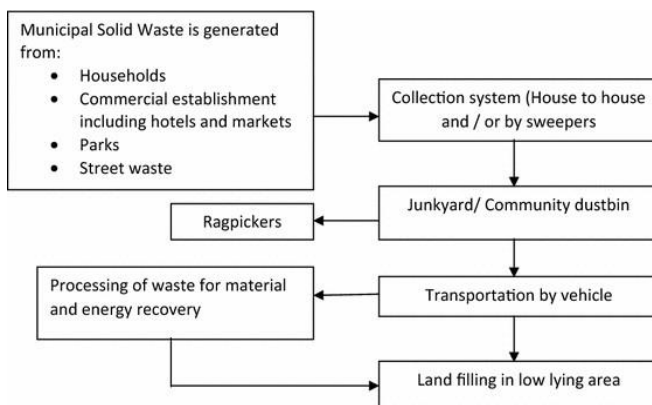 Municipal Solid Waste is generated
from:
• Households
• Commercial establishment
including hotels and markets
• Parks
• Street waste
Collection system (House to house
and / or by sweepers
Junkyard/ Community dustbin
Ragpickers
Processing of waste for material
and energy recovery
Transportation by vehicle
Land filling in low lying area